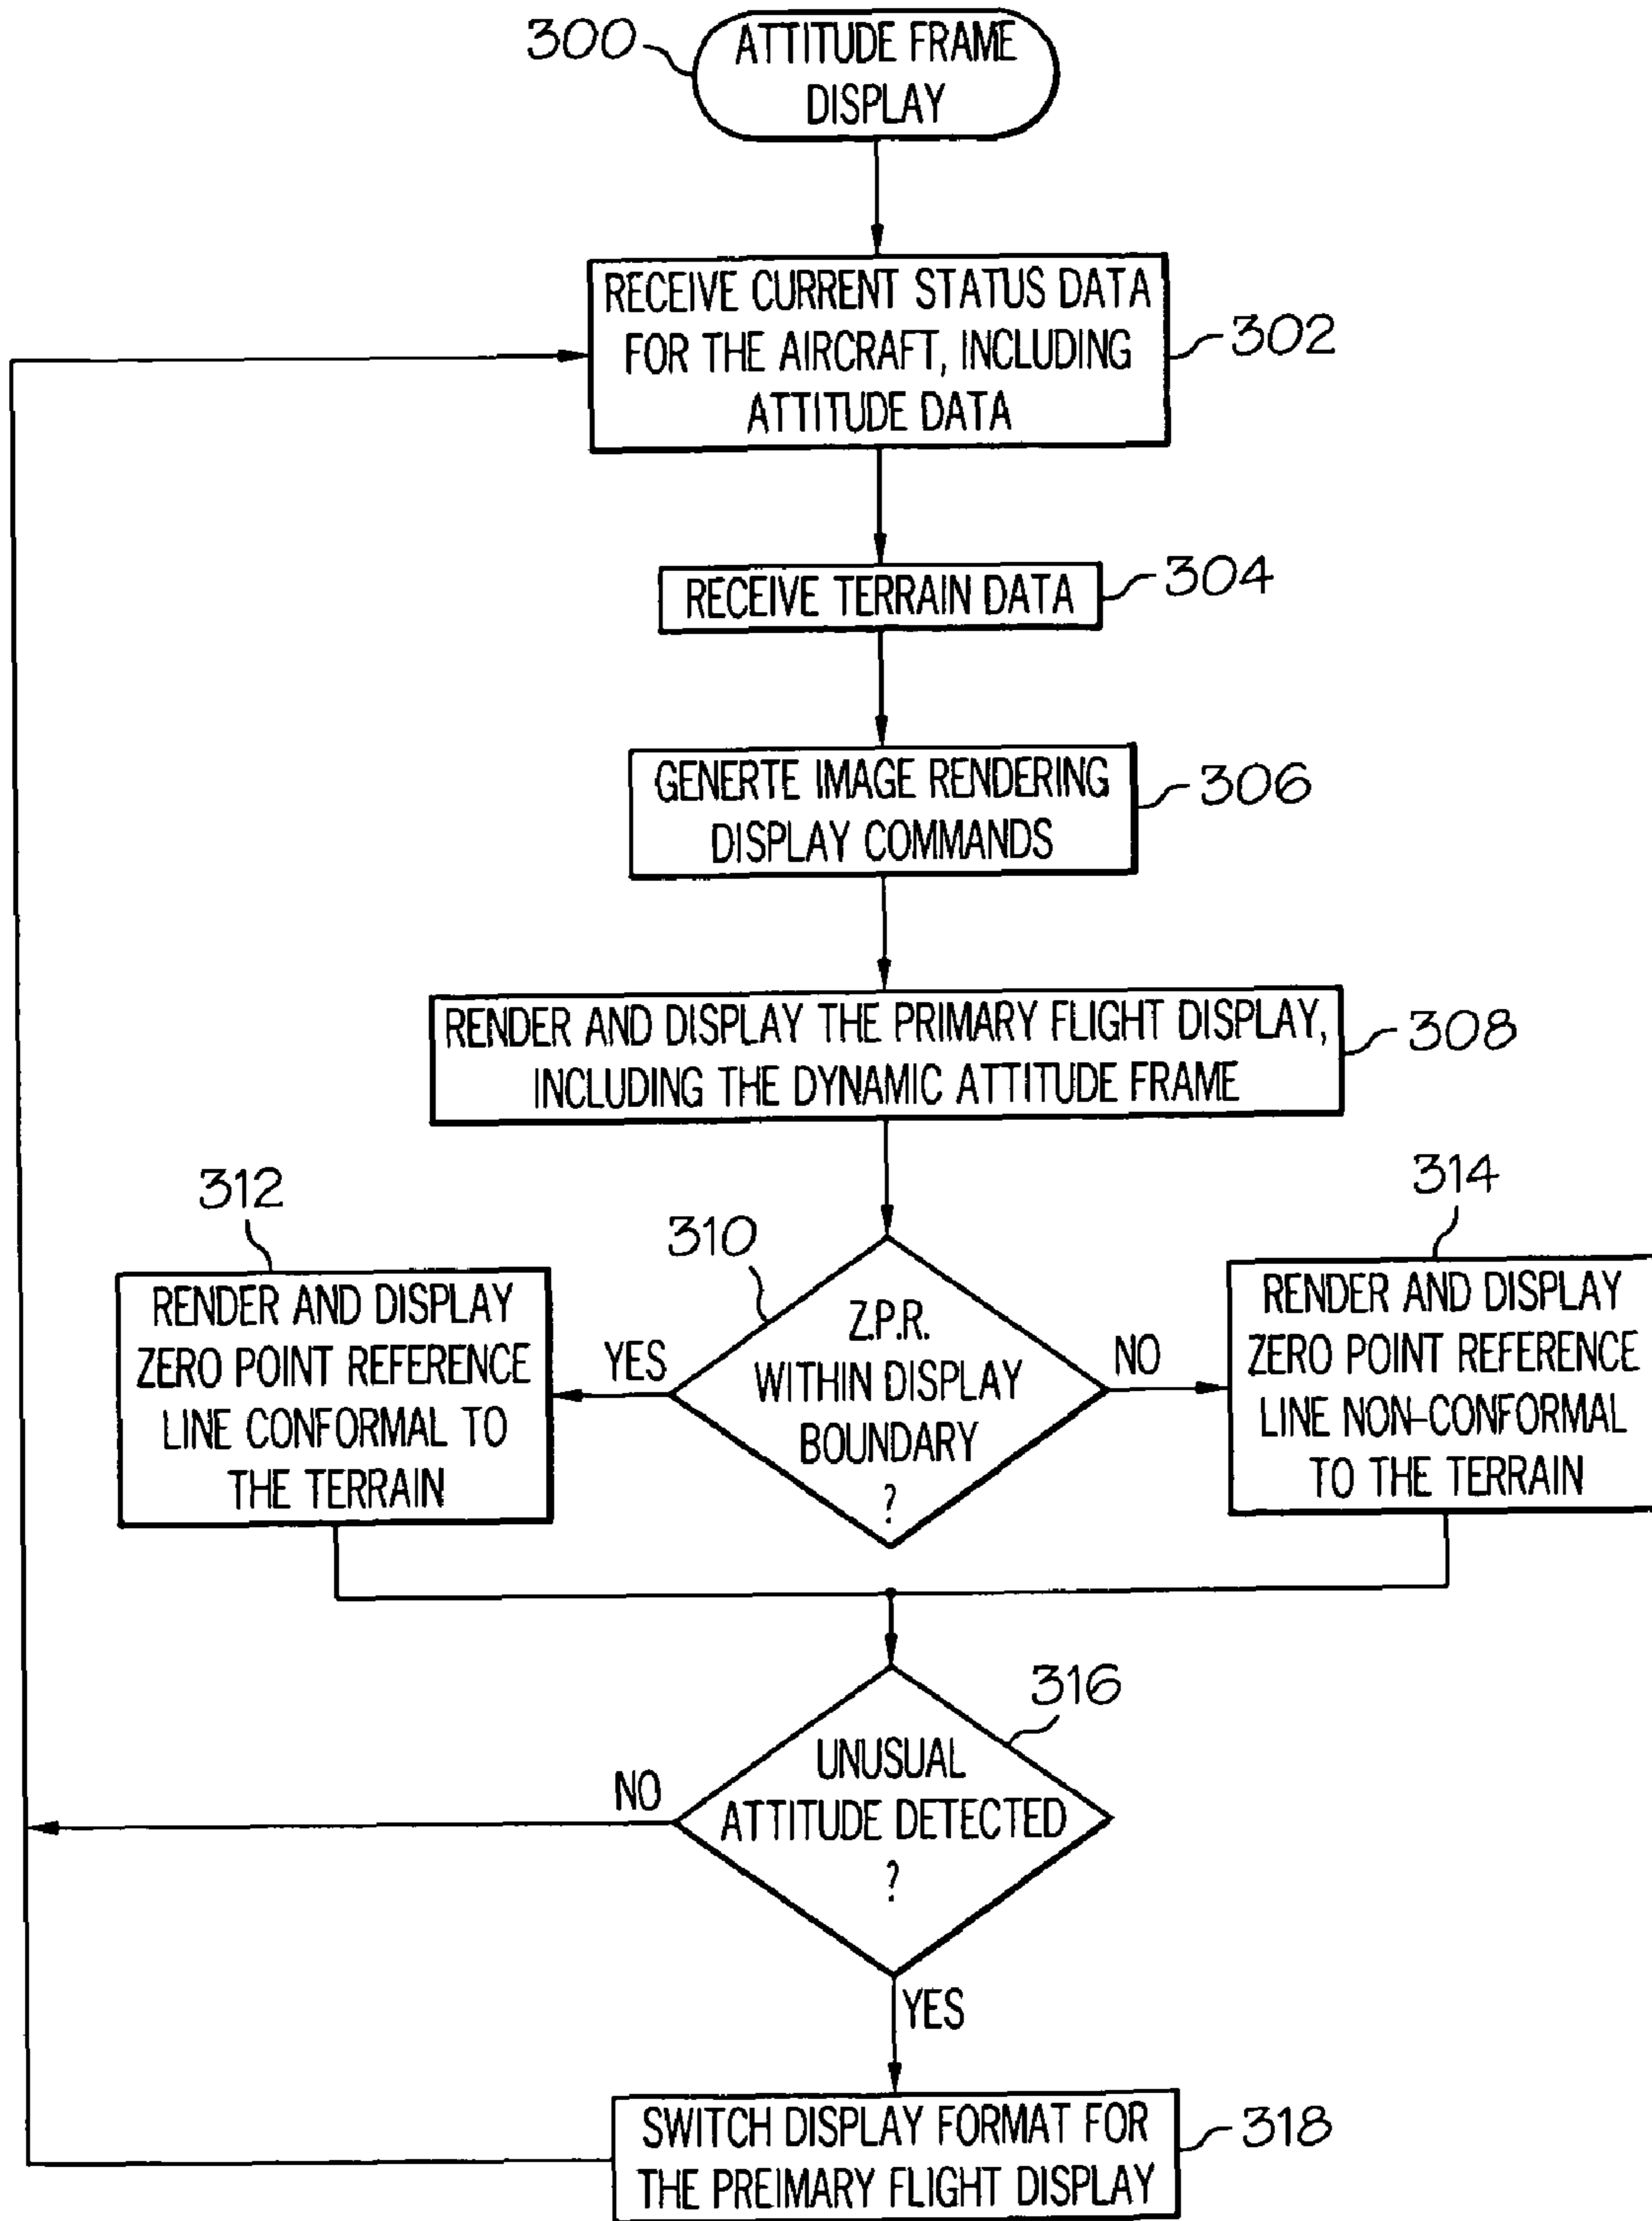 300
ATTITUDE FRAME
DISPLAY
RECEIVE CURRENT STATUS DATA
FOR THE AIRCRAFT, INCLUDING
ATTITUDE DATA
302
RECEIVE TERRAIN DATA
304
GENERTE IMAGE RENDERING
DISPLAY COMMANDS
306
RENDER AND DISPLAY THE PRIMARY FLIGHT DISPLAY,
INCLUDING THE DYNAMIC ATTITUDE FRAME
308
312
RENDER AND DISPLAY
ZERO POINT REFERENCE
LINE CONFORMAL TO
THE TERRAIN
YES
310
Z.P.R.
WITHIN DISPLAY
BOUNDARY
?
NO
314
RENDER AND DISPLAY
ZERO POINT REFERENCE
LINE NON-CONFORMAL
TO THE TERRAIN
316
UNUSUAL
ATTITUDE DETECTED
?
NO
YES
SWITCH DISPLAY FORMAT FOR
THE PREIMARY FLIGHT DISPLAY
318